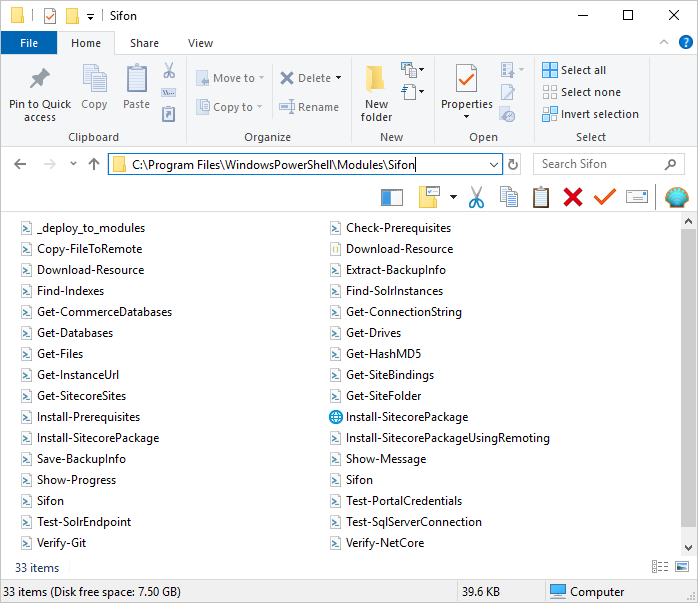 Sifon
File Home Share View
Pin to Quick access Copy Paste Move to Copy to Delete Rename New folder Properties Open Select all Select none Invert selection
Clipboard Organize New Open Select
C:\Program Files\WindowsPowerShell\Modules\Sifon Search Sifon
_deploy_to_modules Check-Prerequisites
Copy-FileToRemote Download-Resource
Download-Resource Extract-BackupInfo
Find-Indexes Find-SolrInstances
Get-CommerceDatabases Get-ConnectionString
Get-Databases Get-Drives
Get-Files Get-HashMD5
Get-InstanceUrl Get-SiteBindings
Get-SitecoreSites Get-SiteFolder
Install-Prerequisites Install-SitecorePackage
Install-SitecorePackage Install-SitecorePackageUsingRemoting
Save-BackupInfo Show-Message
Show-Progress Sifon
Sifon Test-PortalCredentials
Test-SolrEndpoint Test-SqlServerConnection
Verify-Git Verify-NetCore
33 items
33 items (Disk free space: 7.50 GB) 39.6 KB Computer